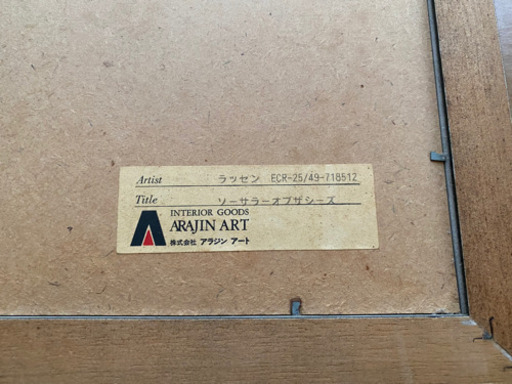 Artist ラッセン ECR-25/49-718512
Title ソーサラーオブザシーズ
INTERIOR GOODS
ARAJIN ART
株式会社 アラジン アート